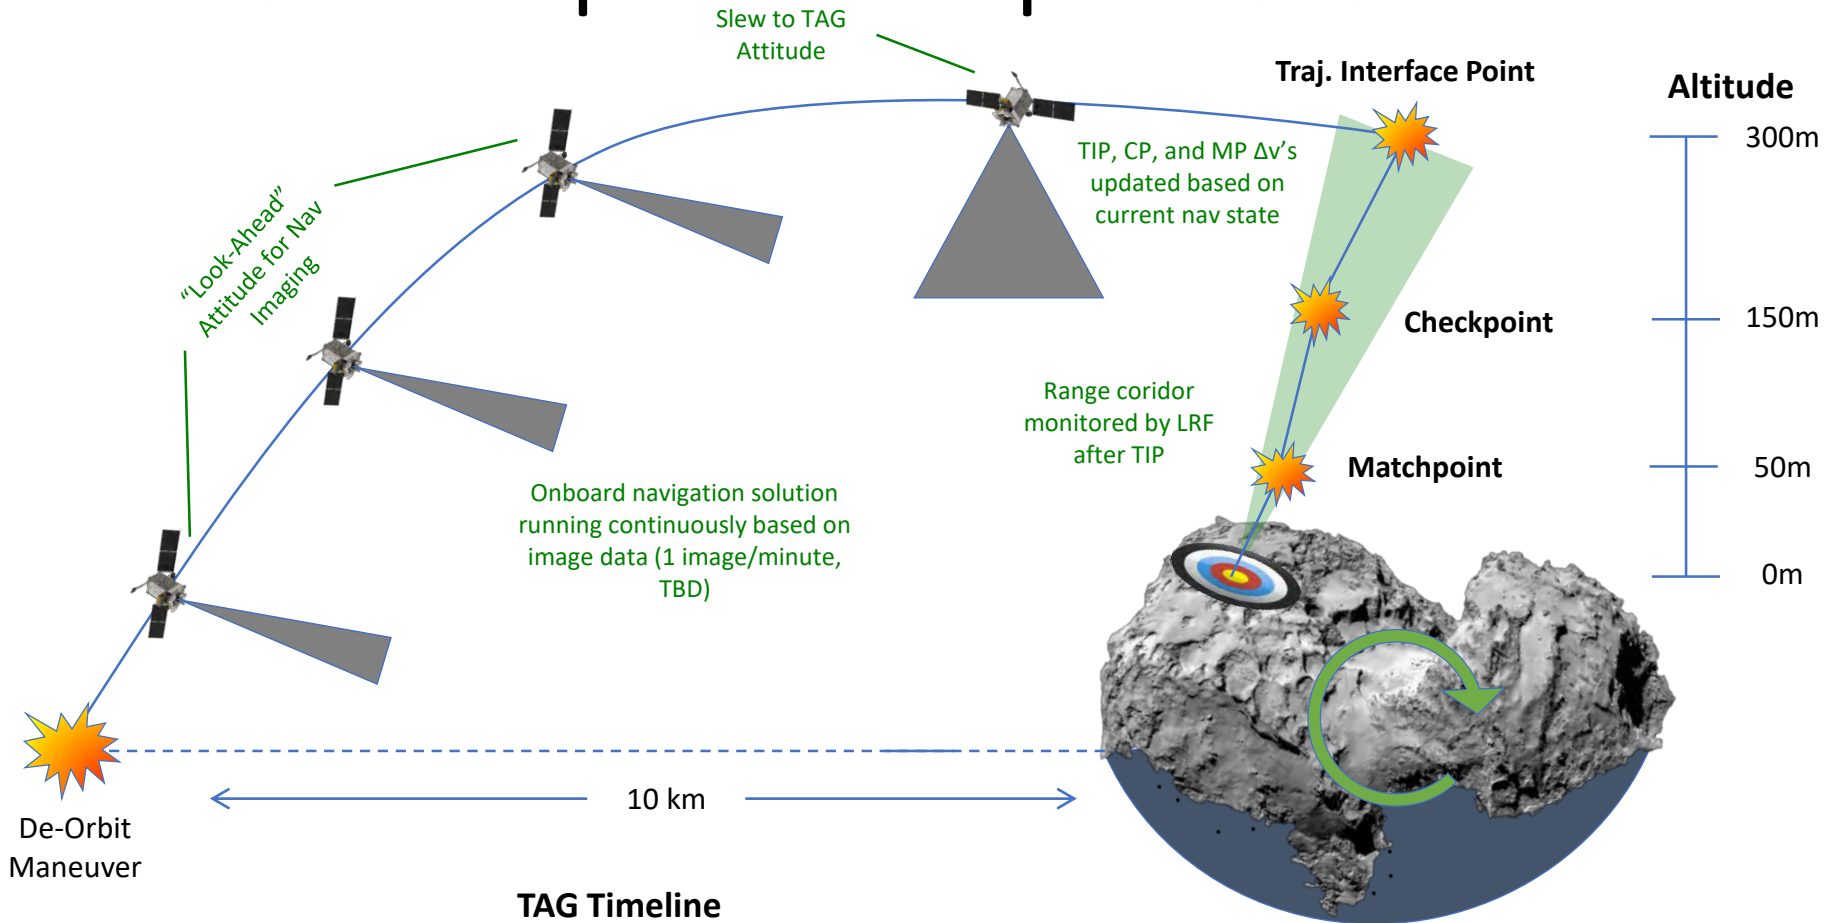 Slew to TAG
Attitude
Traj. Interface Point
Altitude
300m
TIP, CP, and MP Δv’s
updated based on
current nav state
“Look-Ahead”
Attitude for Nav
Imaging
150m
Checkpoint
Range coridor
monitored by LRF
after TIP
50m
Matchpoint
Onboard navigation solution
running continuously based on
image data (1 image/minute,
TBD)
0m
10 km
De-Orbit
Maneuver
TAG Timeline